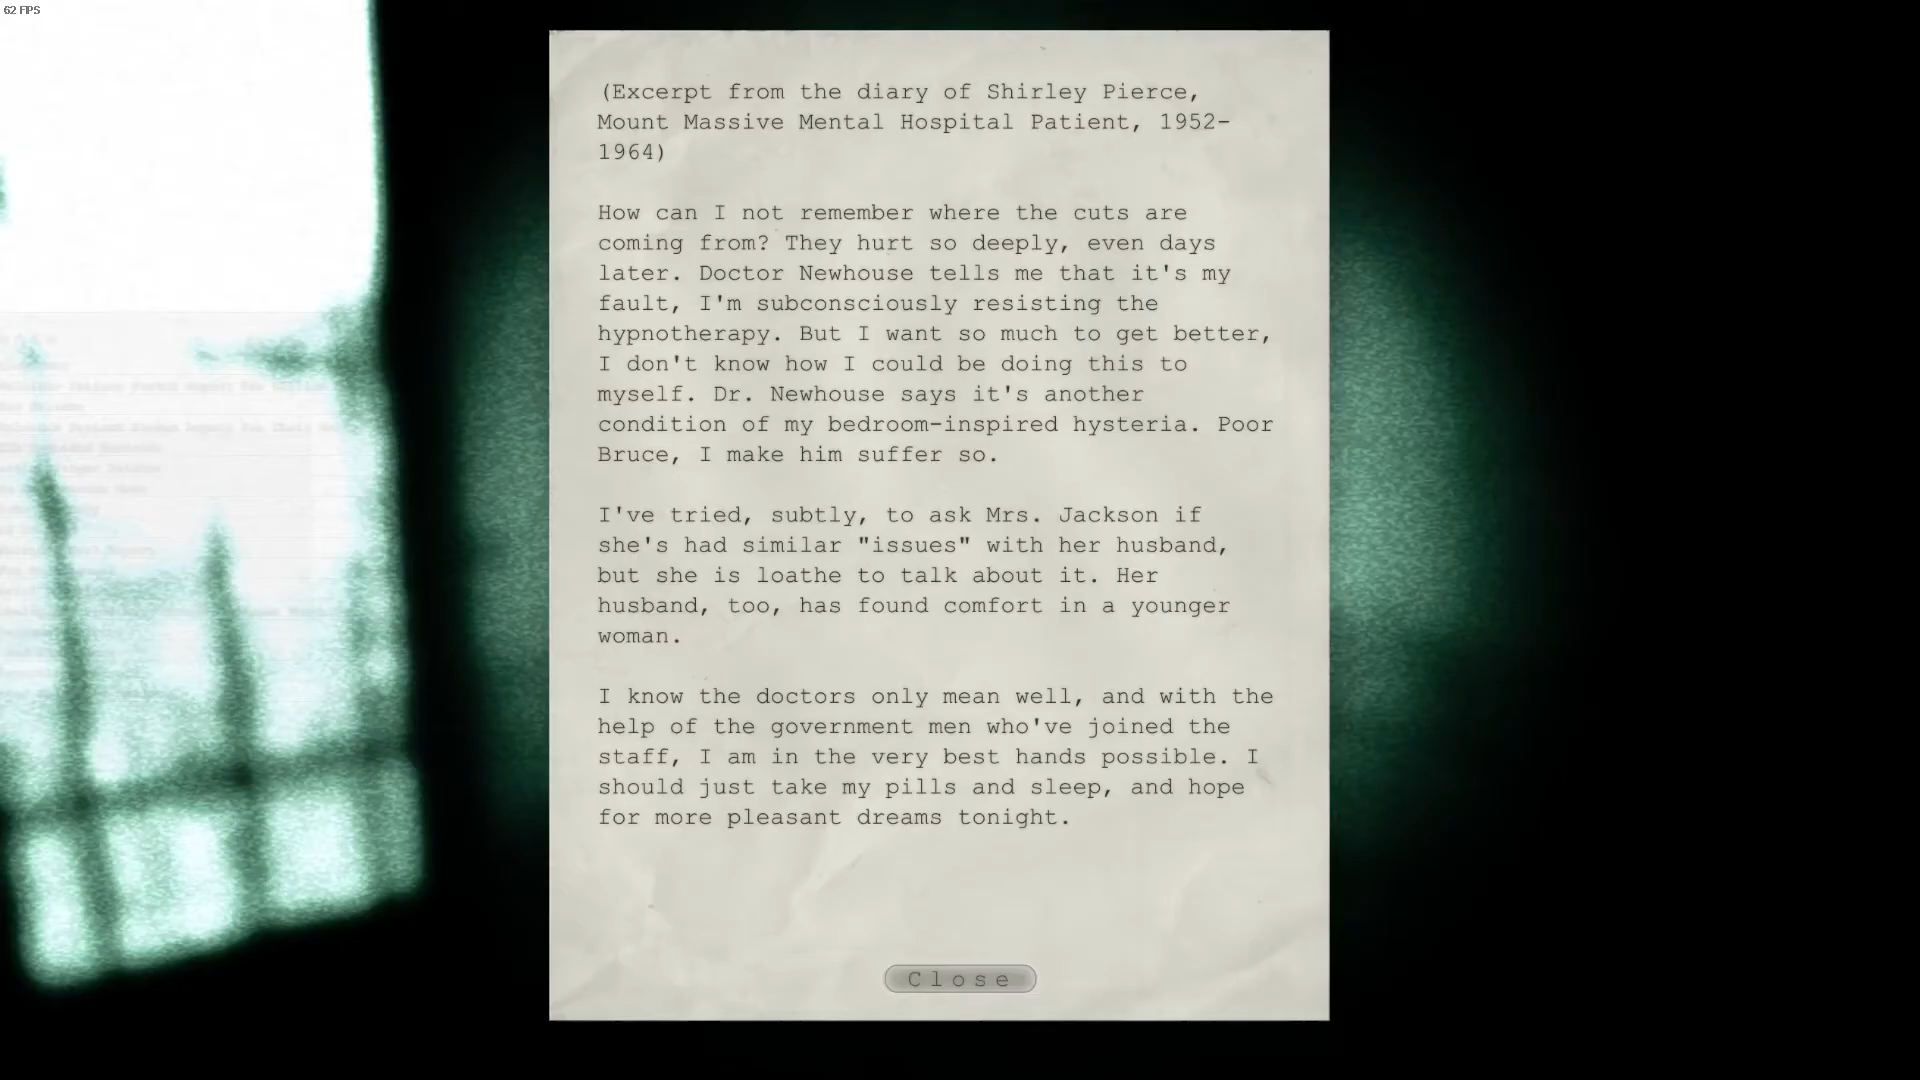 62 FPS
(Excerpt from the diary of Shirley Pierce,
Mount Massive Mental Hospital Patient, 1952-
1964)
How can I not remember where the cuts are
coming from? They hurt so deeply, even days
later. Doctor Newhouse tells me that it's my
fault, I'm subconsciously resisting the
hypnotherapy. But I want so much to get better,
I don't know how I could be doing this to
myself. Dr. Newhouse says it's another
condition of my bedroom-inspired hysteria. Poor
Bruce, I make him suffer so.
I've tried, subtly, to ask Mrs. Jackson if
she's had similar "issues" with her husband,
but she is loathe to talk about it. Her
husband, too, has found comfort in a younger
woman.
I know the doctors only mean well, and with the
help of the government men who've joined the
staff, I am in the very best hands possible. I
should just take my pills and sleep, and hope
for more pleasant dreams tonight.
Close